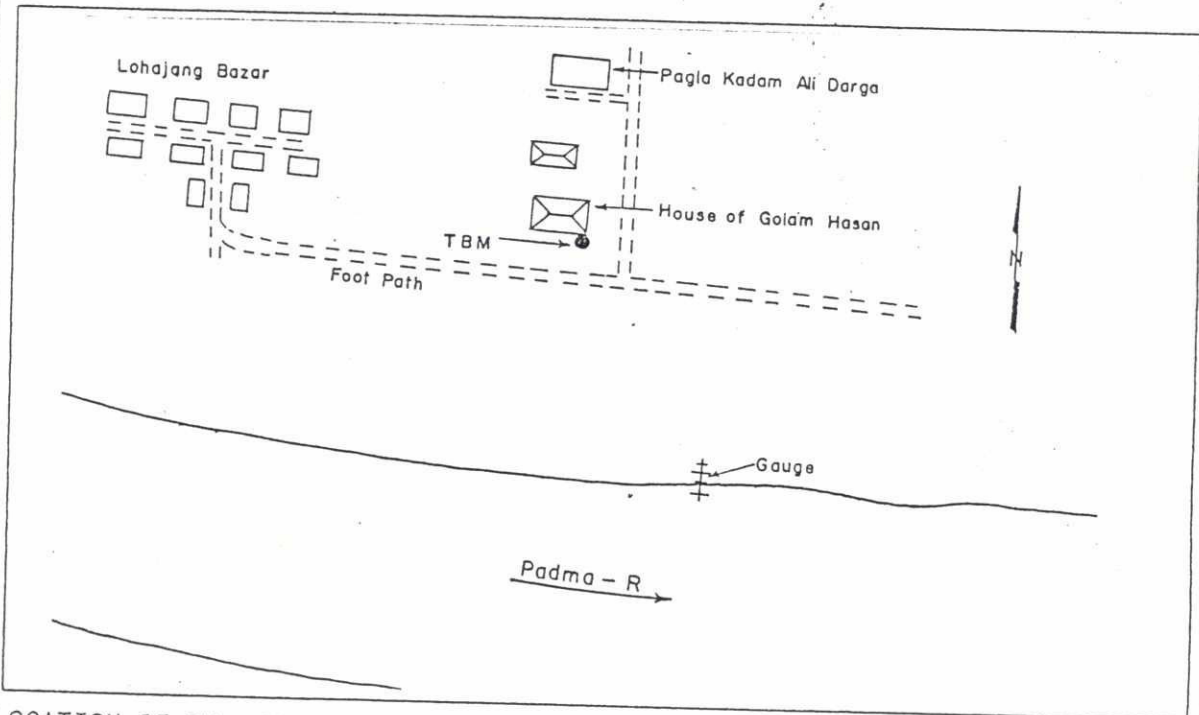 Lohajang Bazar
Pagla Kadam Ali Darga
House of Golam Hasan
TBM
Foot Path
N
Gauge
Padma - R